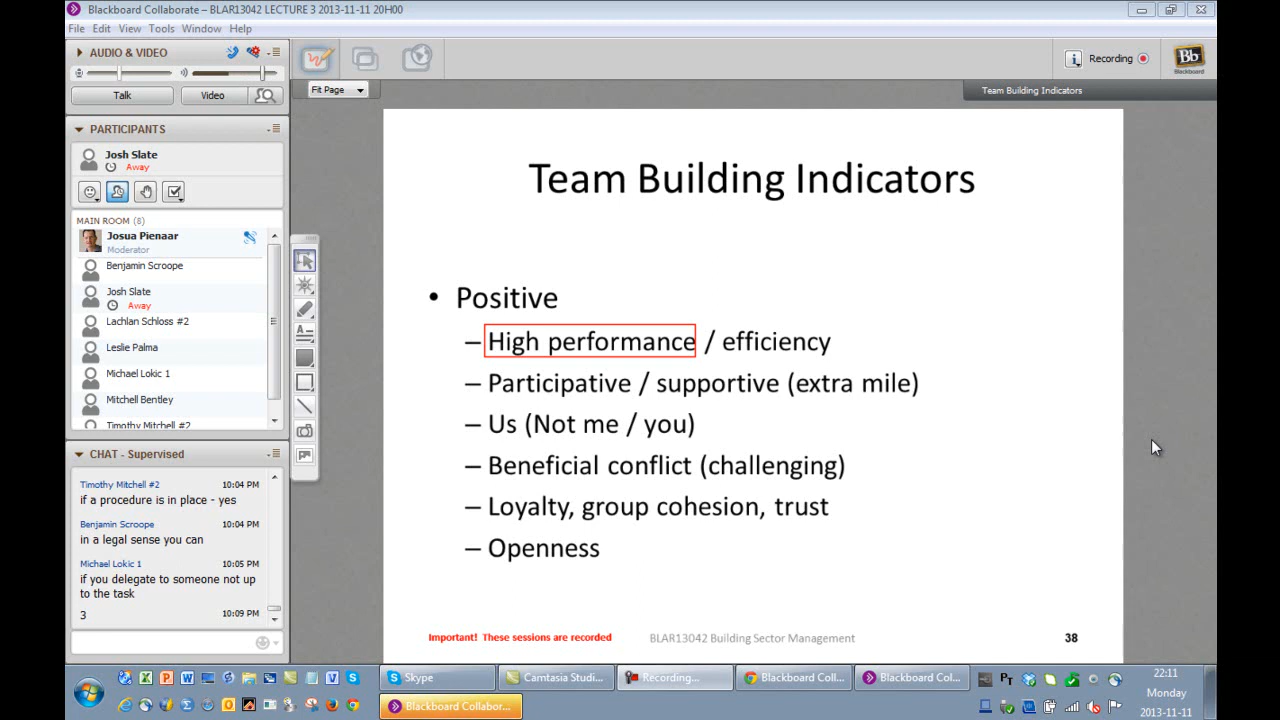 Blackboard Collaborate – BLAR13042 LECTURE 3 2013-11-11 20H00
File Edit View Tools Window Help
AUDIO & VIDEO
Talk Video
PARTICIPANTS
Josh Slate
Away
MAIN ROOM (8)
Josua Pienaar
Moderator
Benjamin Scroope
Josh Slate
Away
Lachlan Schloss #2
Leslie Palma
Michael Lokic 1
Mitchell Bentley
Timothy Mitchell #2
CHAT - Supervised
Timothy Mitchell #2 10:04 PM
if a procedure is in place - yes
Benjamin Scroope 10:04 PM
in a legal sense you can
Michael Lokic 1 10:05 PM
if you delegate to someone not up
to the task
3 10:09 PM
Fit Page
Recording
Bb
Blackboard
Team Building Indicators
Team Building Indicators
• Positive
– High performance / efficiency
– Participative / supportive (extra mile)
– Us (Not me / you)
– Beneficial conflict (challenging)
– Loyalty, group cohesion, trust
– Openness
Important! These sessions are recorded BLAR13042 Building Sector Management 38
Skype Camtasia Studi... Recording... Blackboard Coll... Blackboard Col...
Blackboard Collabor...
22:11
Monday
2013-11-11